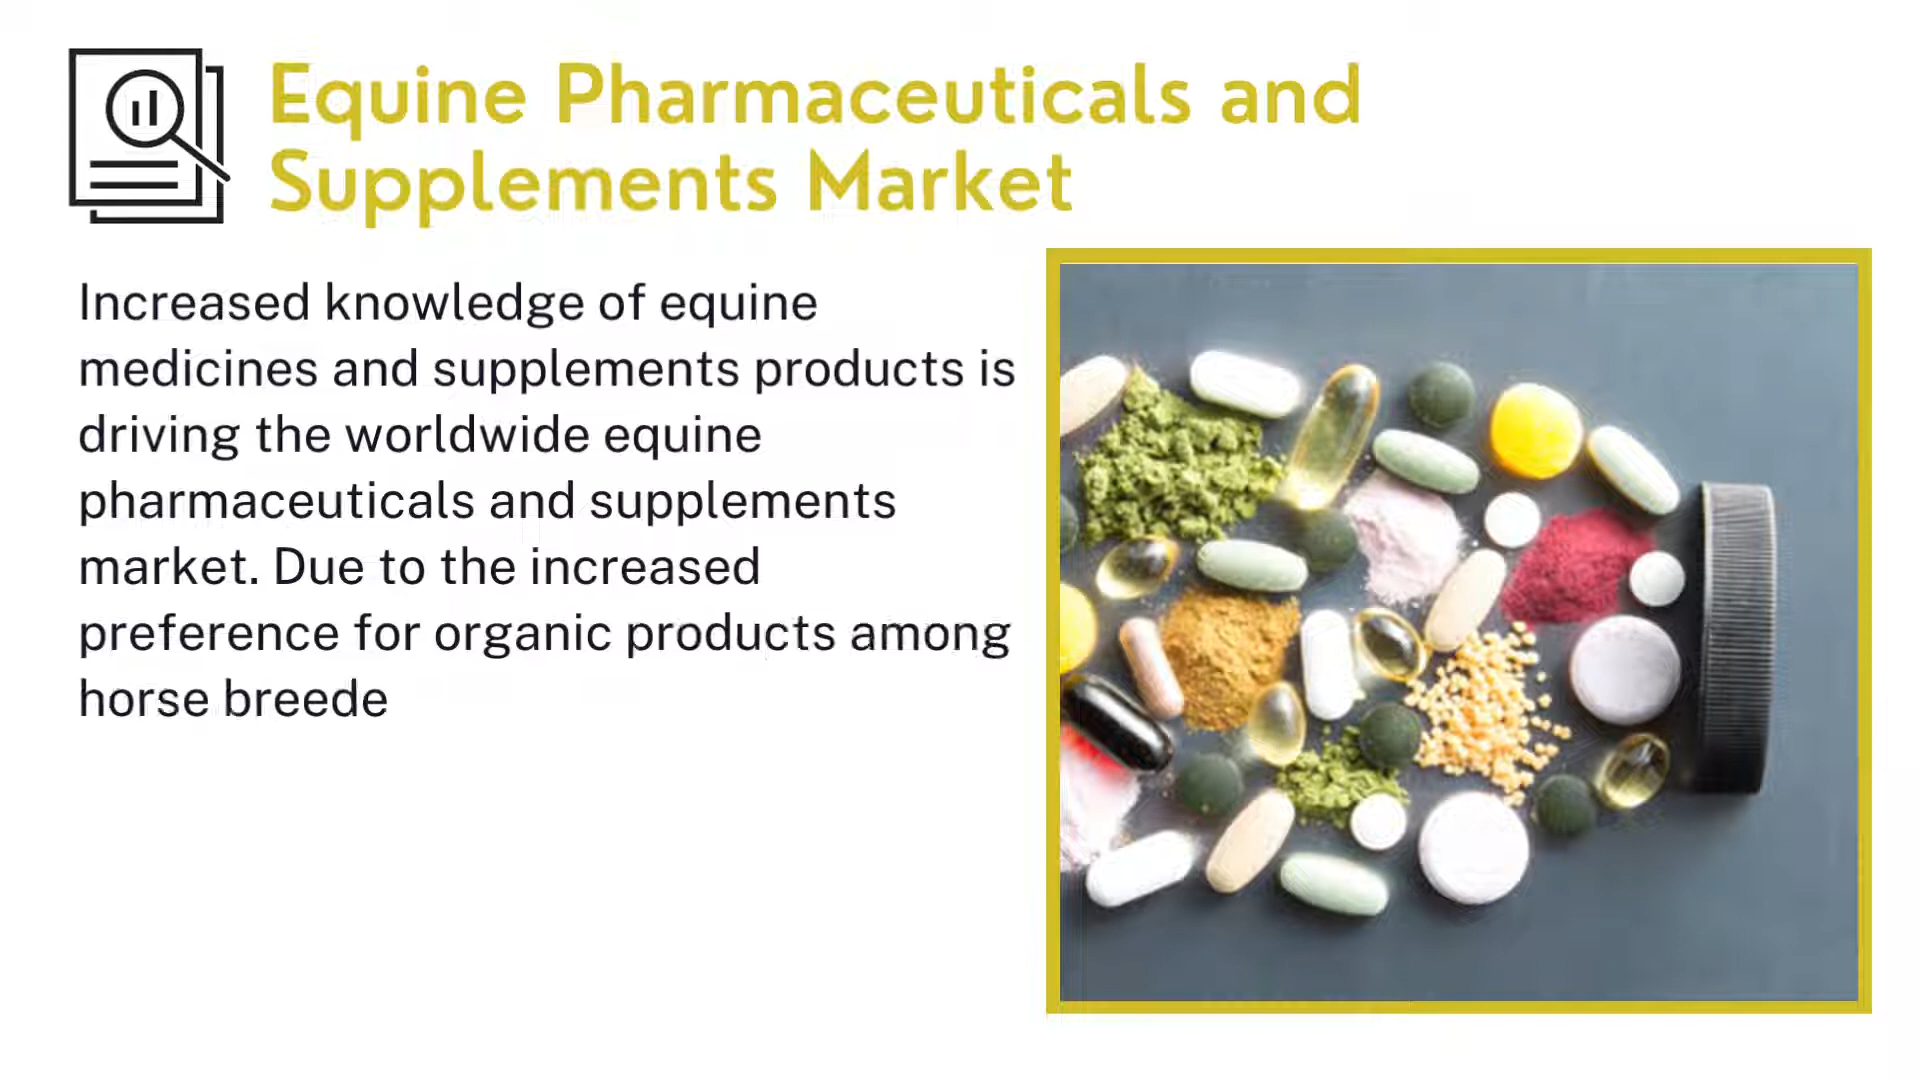 Equine Pharmaceuticals and
Supplements Market
Increased knowledge of equine
medicines and supplements products is
driving the worldwide equine
pharmaceuticals and supplements
market. Due to the increased
preference for organic products among
horse breede